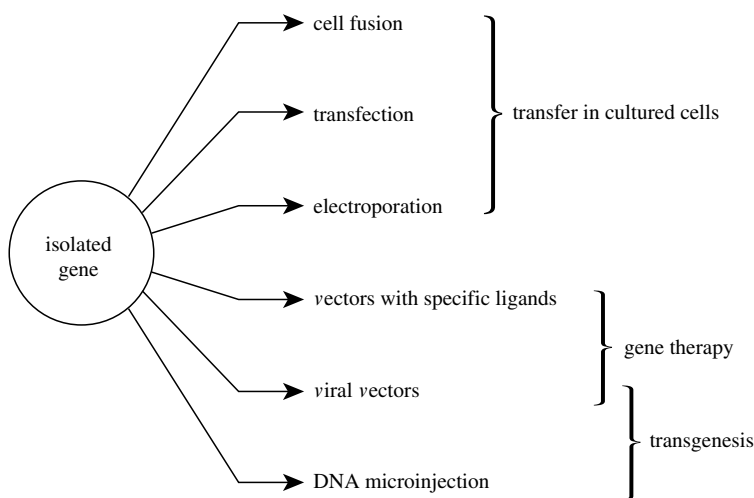 cell fusion
transfection
transfer in cultured cells
electroporation
isolated
gene
vectors with specific ligands
gene therapy
viral vectors
transgenesis
DNA microinjection